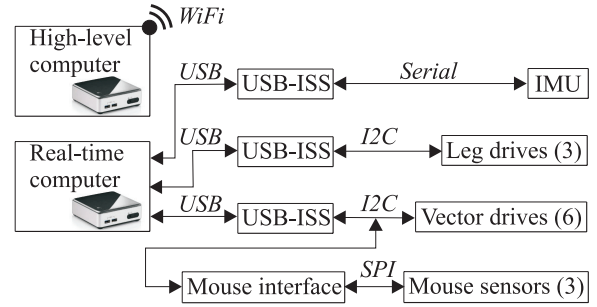 WiFi
High-level
computer
USB
USB-ISS
Serial
IMU
Real-time
computer
USB
USB-ISS
I2C
Leg drives (3)
USB
USB-ISS
I2C
Vector drives (6)
Mouse interface
SPI
Mouse sensors (3)